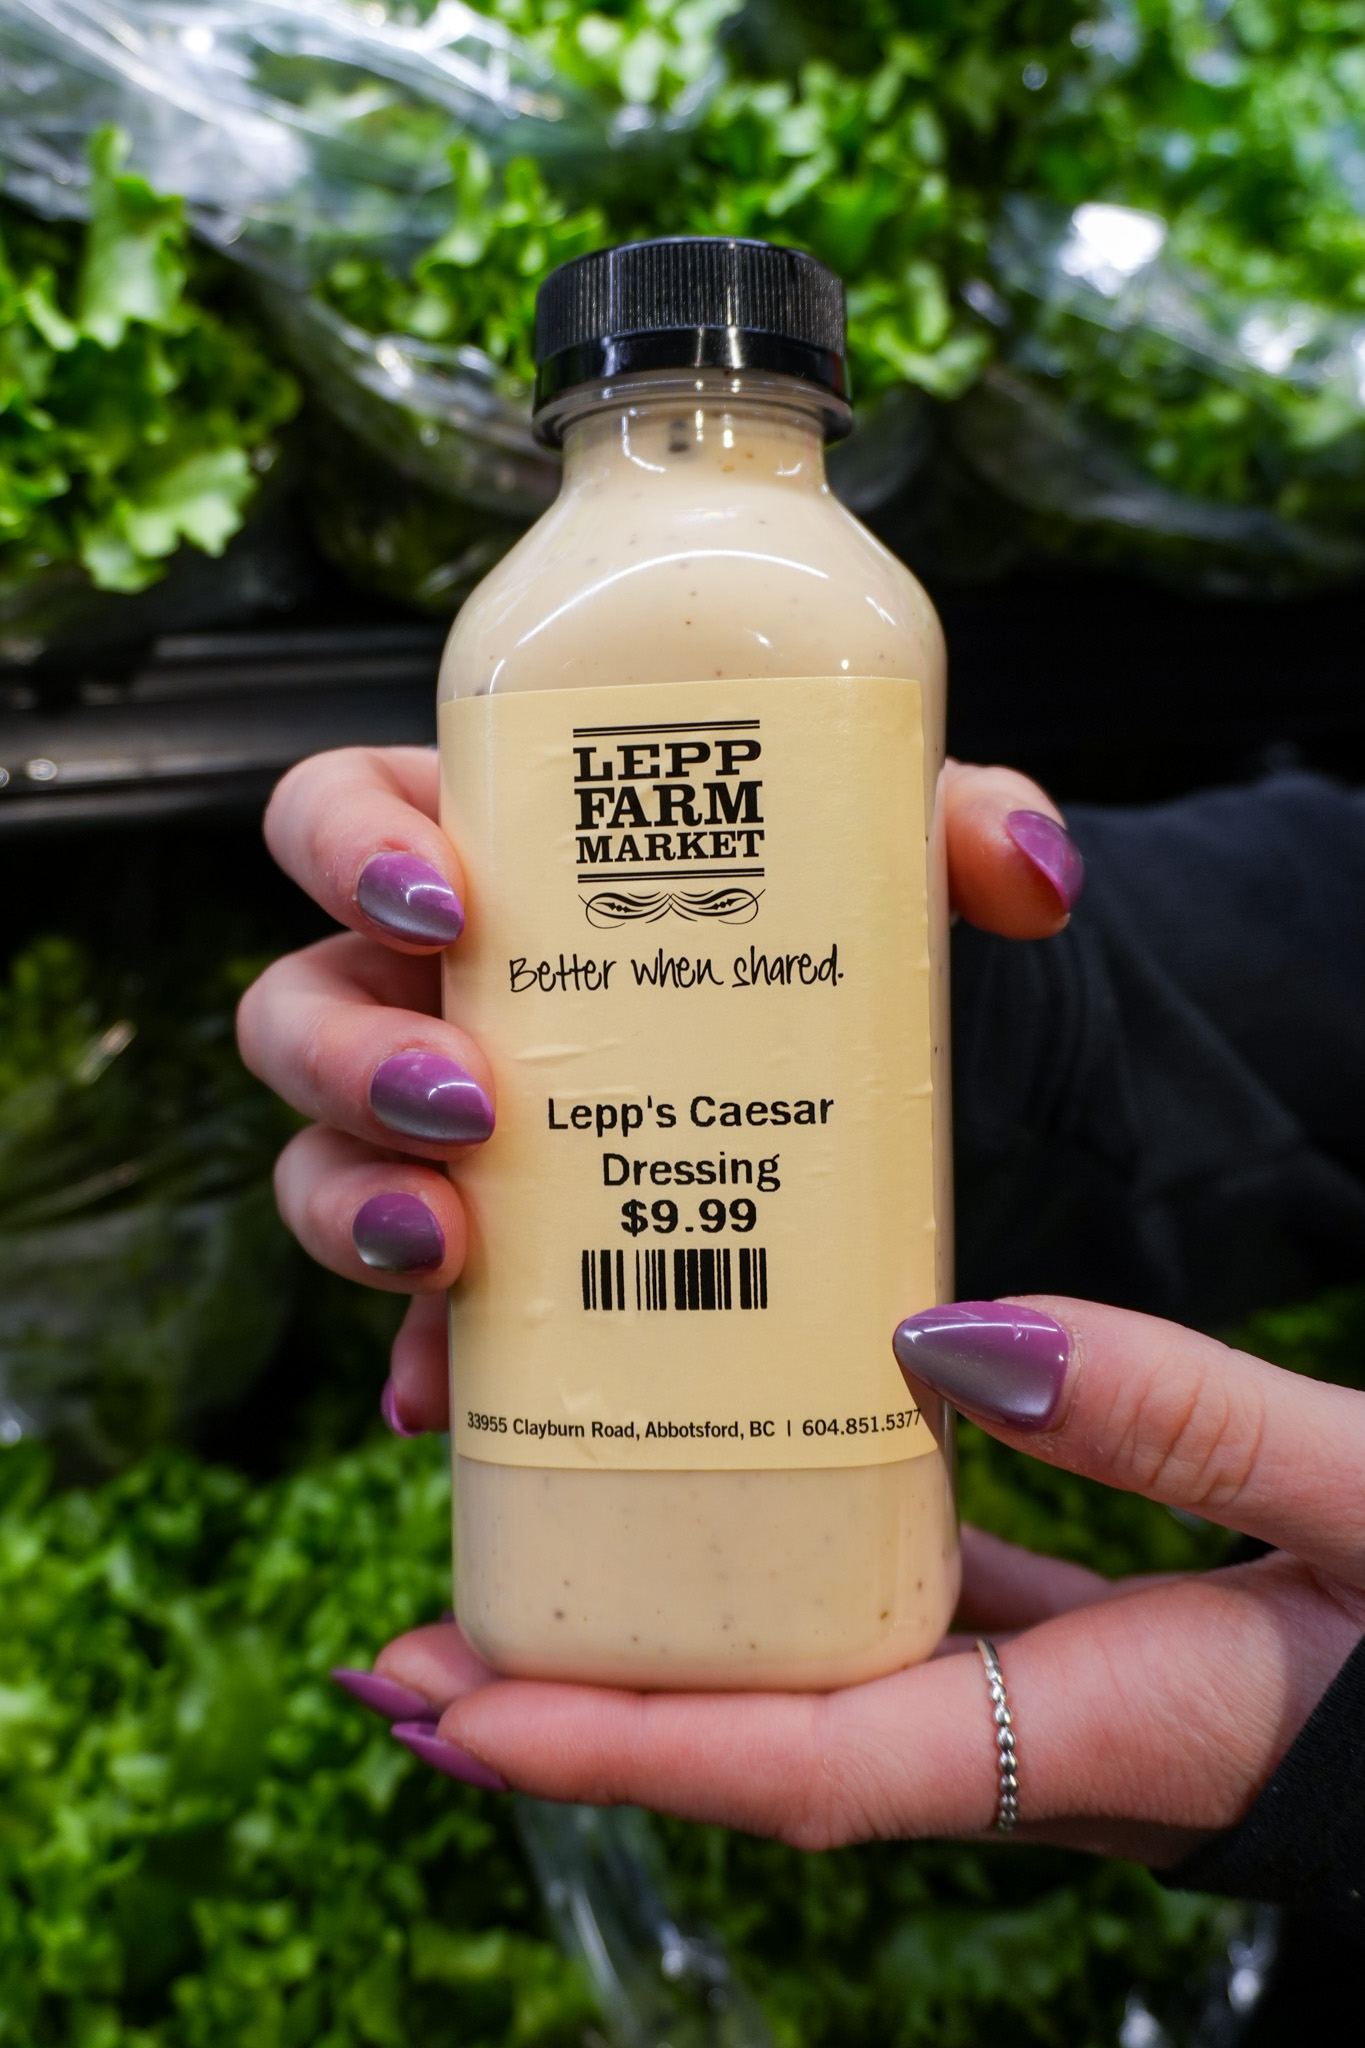 LEPP
FARM
MARKET
Better when shared.
Lepp's Caesar
Dressing
$9.99
33955 Clayburn Road, Abbotsford, BC | 604.851.5377